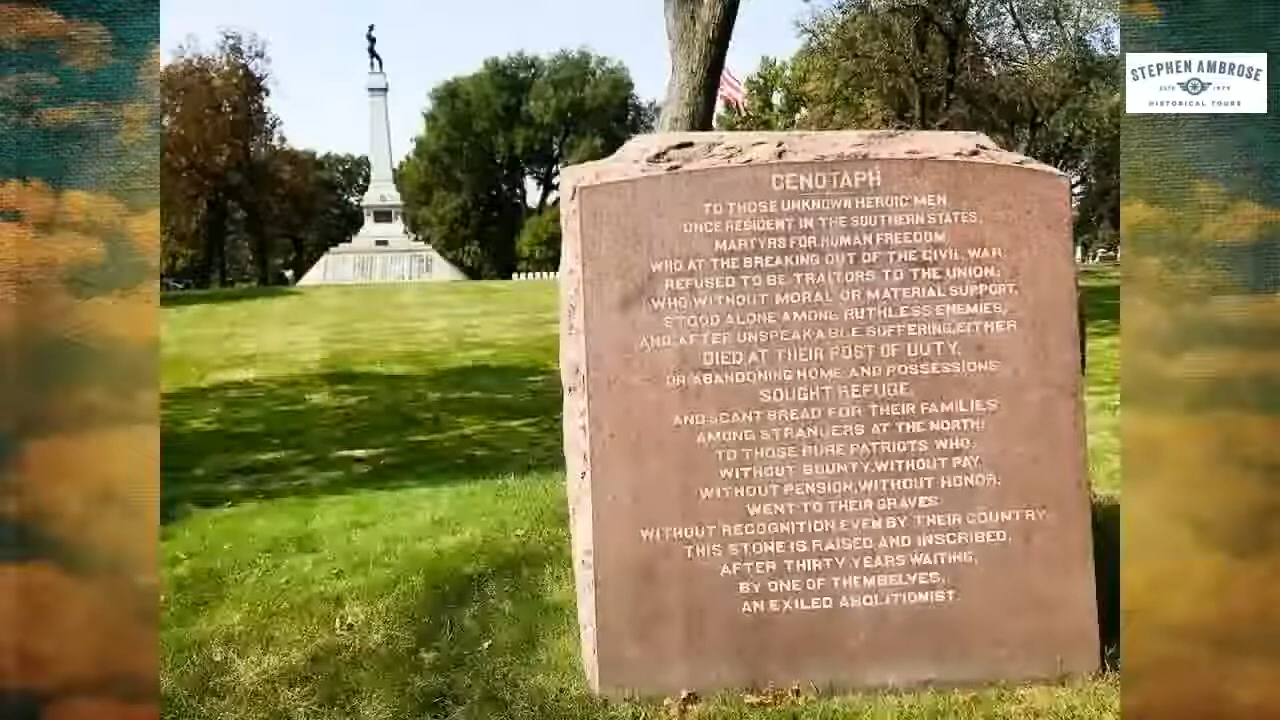 STEPHEN AMBROSE
ESTD 1979
HISTORICAL TOURS
CENOTAPH
TO THOSE UNKNOWN HEROIC MEN,
ONCE RESIDENT IN THE SOUTHERN STATES,
MARTYRS FOR HUMAN FREEDOM,
WHO AT THE BREAKING OUT OF THE CIVIL WAR,
REFUSED TO BE TRAITORS TO THE UNION;
WHO WITHOUT MORAL OR MATERIAL SUPPORT,
STOOD ALONE AMONG RUTHLESS ENEMIES,
AND AFTER UNSPEAKABLE SUFFERING, EITHER
DIED AT THEIR POST OF DUTY,
OR ABANDONING HOME AND POSSESSIONS
SOUGHT REFUGE,
AND SCANT BREAD FOR THEIR FAMILIES
AMONG STRANGERS AT THE NORTH;
TO THOSE PURE PATRIOTS WHO,
WITHOUT BOUNTY, WITHOUT PAY,
WITHOUT PENSION, WITHOUT HONOR,
WENT TO THEIR GRAVES
WITHOUT RECOGNITION EVEN BY THEIR COUNTRY.
THIS STONE IS RAISED AND INSCRIBED,
AFTER THIRTY YEARS WAITING,
BY ONE OF THEMSELVES,
AN EXILED ABOLITIONIST.